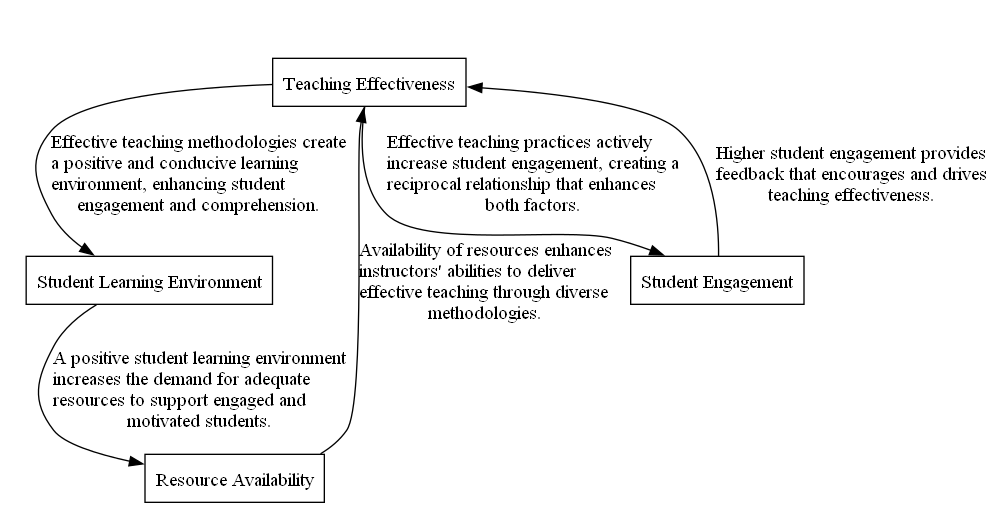 Teaching Effectiveness
Effective teaching methodologies create
a positive and conducive learning
environment, enhancing student
engagement and comprehension.
Effective teaching practices actively
increase student engagement, creating a
reciprocal relationship that enhances
both factors.
Higher student engagement provides
feedback that encourages and drives
teaching effectiveness.
Availability of resources enhances
instructors' abilities to deliver
effective teaching through diverse
methodologies.
Student Learning Environment
Student Engagement
A positive student learning environment
increases the demand for adequate
resources to support engaged and
motivated students.
Resource Availability